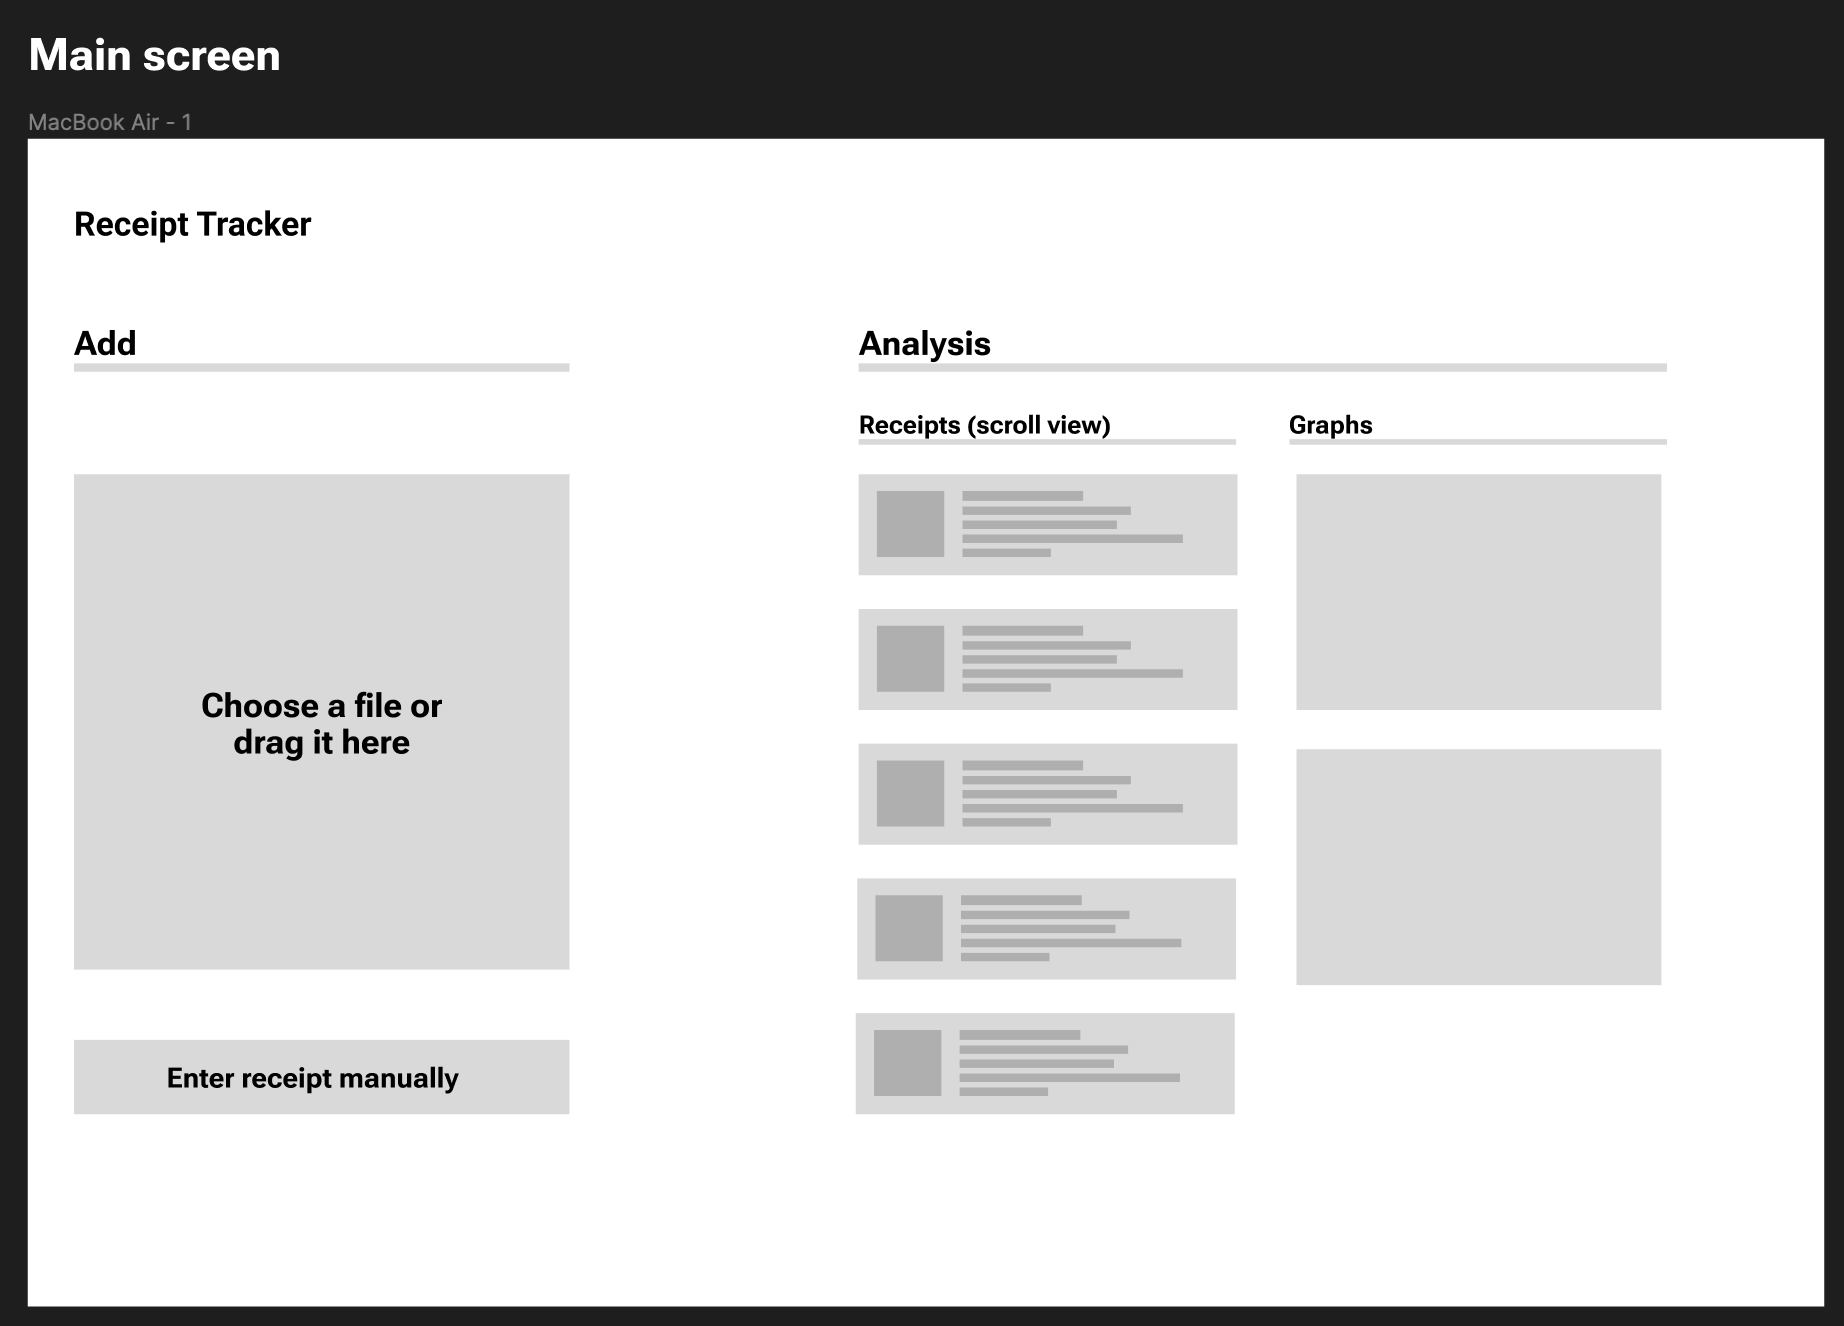 Main screen
MacBook Air - 1
Receipt Tracker
Add
Choose a file or
drag it here
Enter receipt manually
Analysis
Receipts (scroll view)
Graphs